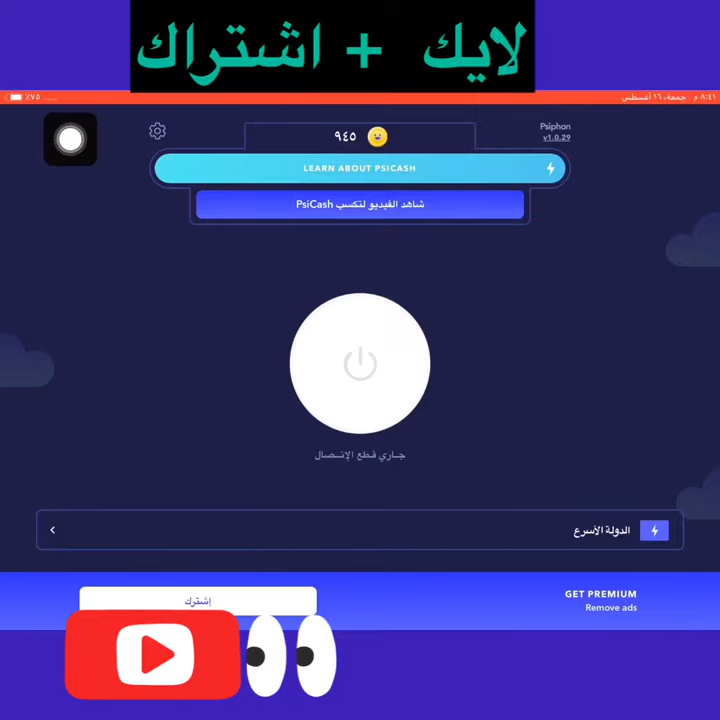 لايك + اشتراك
٨:٤١ م جمعة، ١٦ أغسطس
٪٧٥
٩٤٥
Psiphon
v1.0.29
LEARN ABOUT PSICASH
شاهد الفيديو لتكسب PsiCash
جاري قطع الإتصال
الدولة الأسرع
GET PREMIUM
Remove ads
إشترك